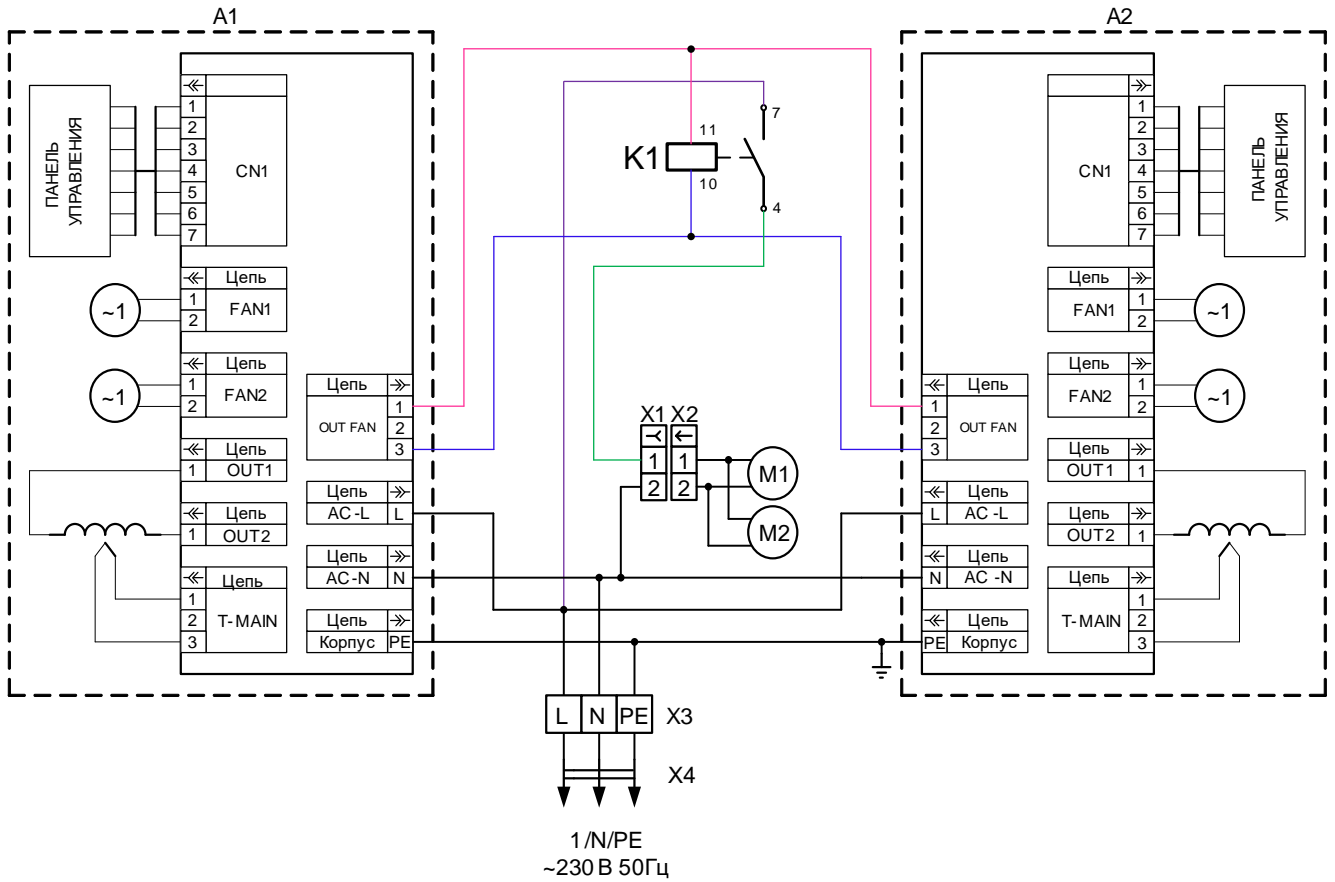 A1
A2
ПАНЕЛЬ
УПРАВЛЕНИЯ
1
2
3
4
5
6
7
CN1
Цепь
1
2
FAN1
~1
Цепь
1
2
FAN2
~1
Цепь
1
OUT1
Цепь
1
OUT2
Цепь
1
2
3
T-MAIN
Цепь
OUT FAN
1
2
3
Цепь
AC-L
L
Цепь
AC-N
N
Цепь
Корпус
PE
K1
11
10
7
4
X1
X2
1
1
2
2
M1
M2
Цепь
1
2
3
OUT FAN
Цепь
L
AC-L
Цепь
N
AC-N
Цепь
PE
Корпус
CN1
1
2
3
4
5
6
7
ПАНЕЛЬ
УПРАВЛЕНИЯ
Цепь
FAN1
1
2
~1
Цепь
FAN2
1
2
~1
Цепь
OUT1
1
Цепь
OUT2
1
Цепь
T-MAIN
1
2
3
L
N
PE
X3
X4
1/N/PE
~230 В 50Гц